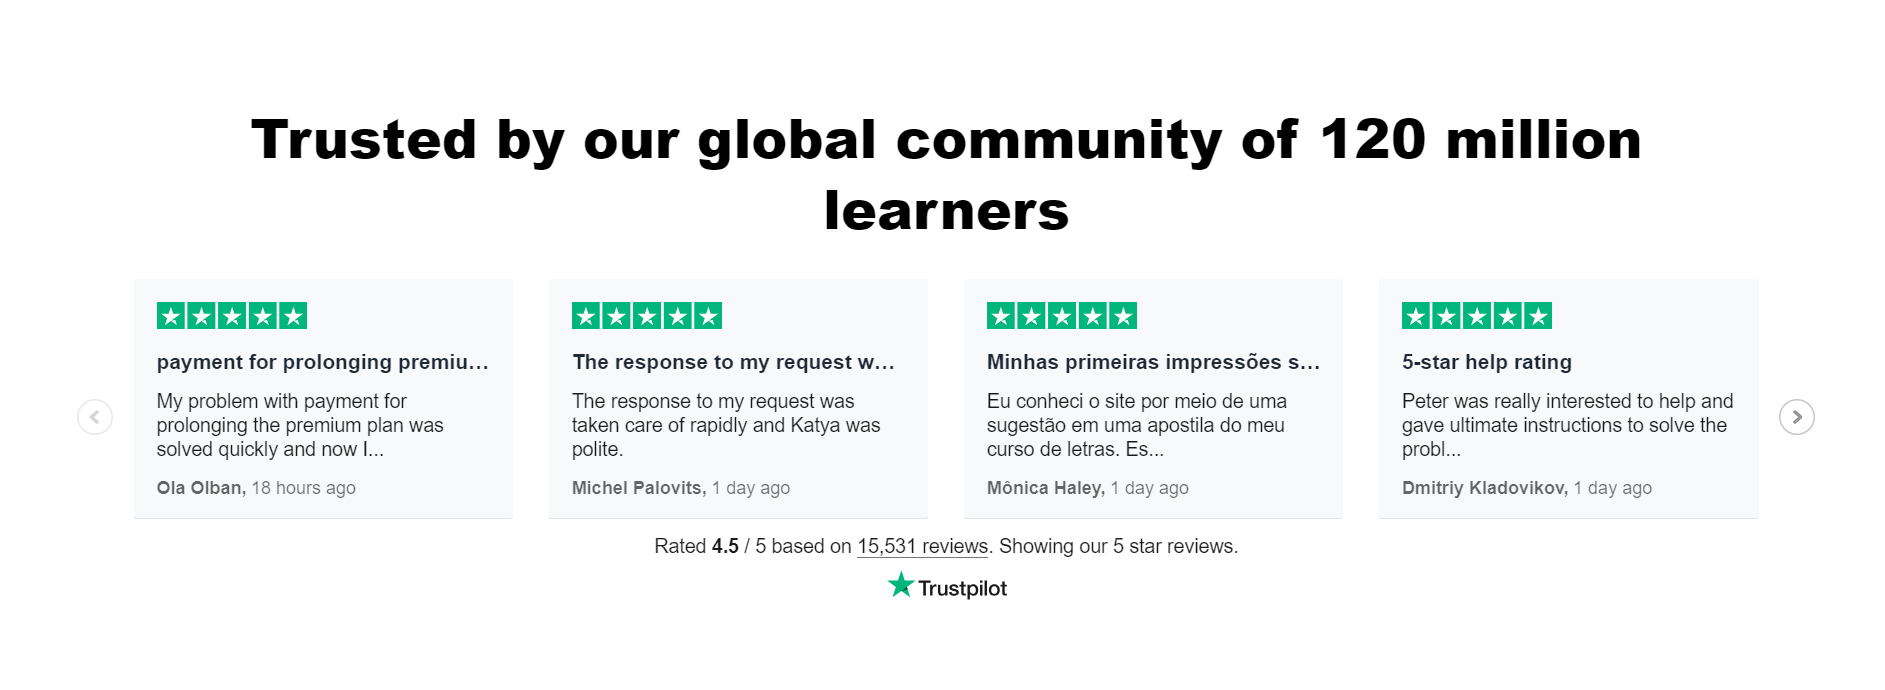 Trusted by our global community of 120 million
learners
payment for prolonging premiu...
My problem with payment for
prolonging the premium plan was
solved quickly and now I...
Ola Olban, 18 hours ago
The response to my request w...
The response to my request was
taken care of rapidly and Katya was
polite.
Michel Palovits, 1 day ago
Minhas primeiras impressões s...
Eu conheci o site por meio de uma
sugestão em uma apostila do meu
curso de letras. Es...
Mônica Haley, 1 day ago
5-star help rating
Peter was really interested to help and
gave ultimate instructions to solve the
probl...
Dmitriy Kladovikov, 1 day ago
Rated 4.5 / 5 based on 15,531 reviews. Showing our 5 star reviews.
Trustpilot